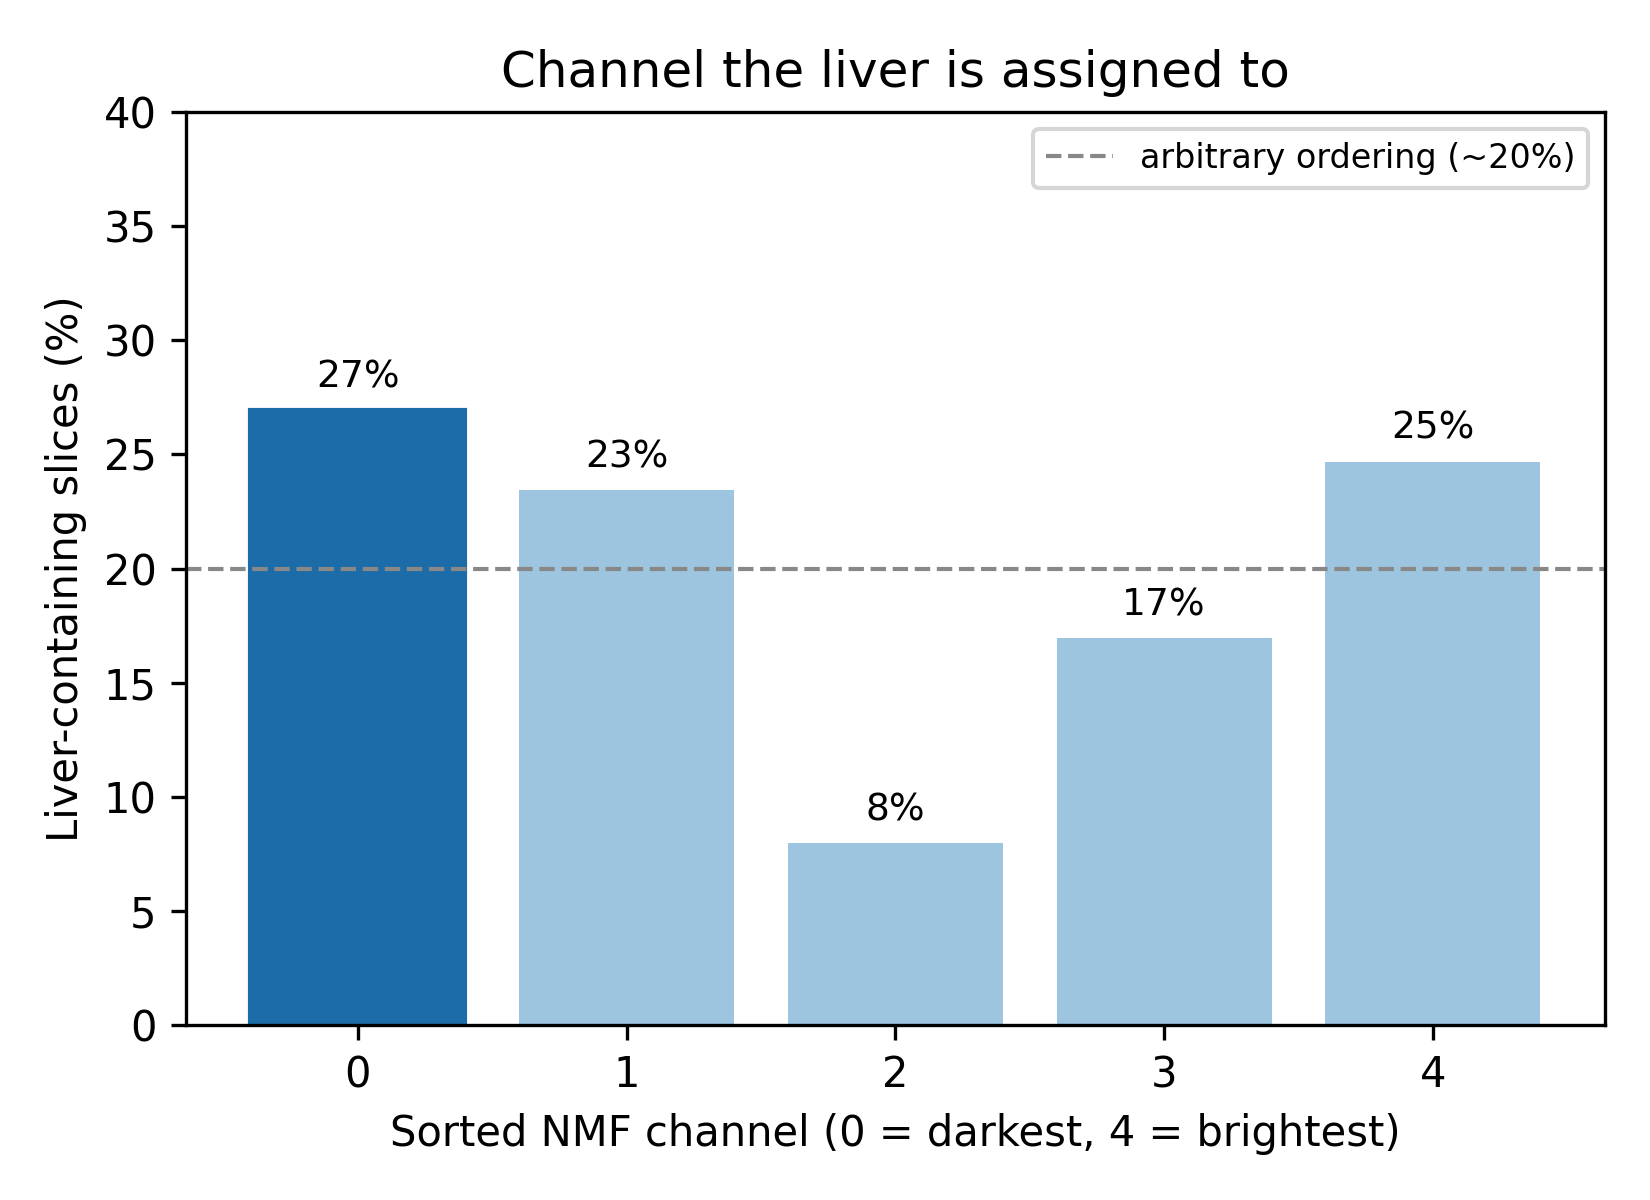 Channel the liver is assigned to
arbitrary ordering (~20%)
Liver-containing slices (%)
40
35
30
25
20
15
10
5
0
27%
23%
8%
17%
25%
0 1 2 3 4
Sorted NMF channel (0 = darkest, 4 = brightest)